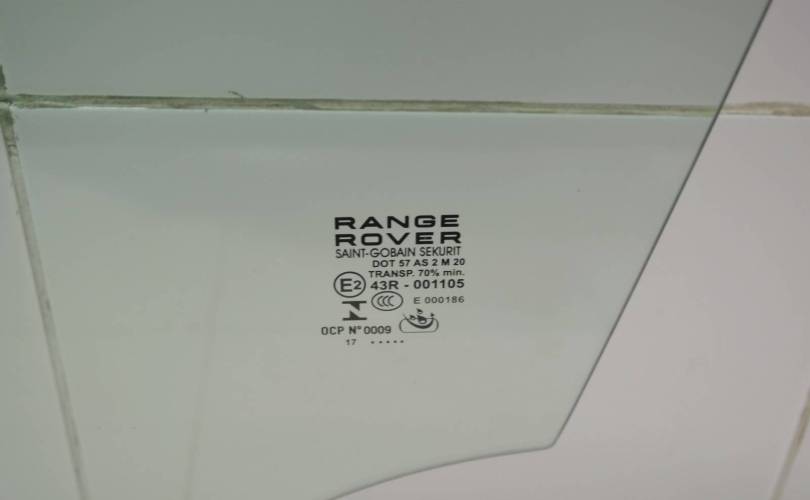 RANGE
ROVER
SAINT-GOBAIN SEKURIT
DOT 57 AS 2 M 20
TRANSP. 70% min.
E2 43R - 001105
CCC E 000186
OCP N° 0009
17 .....